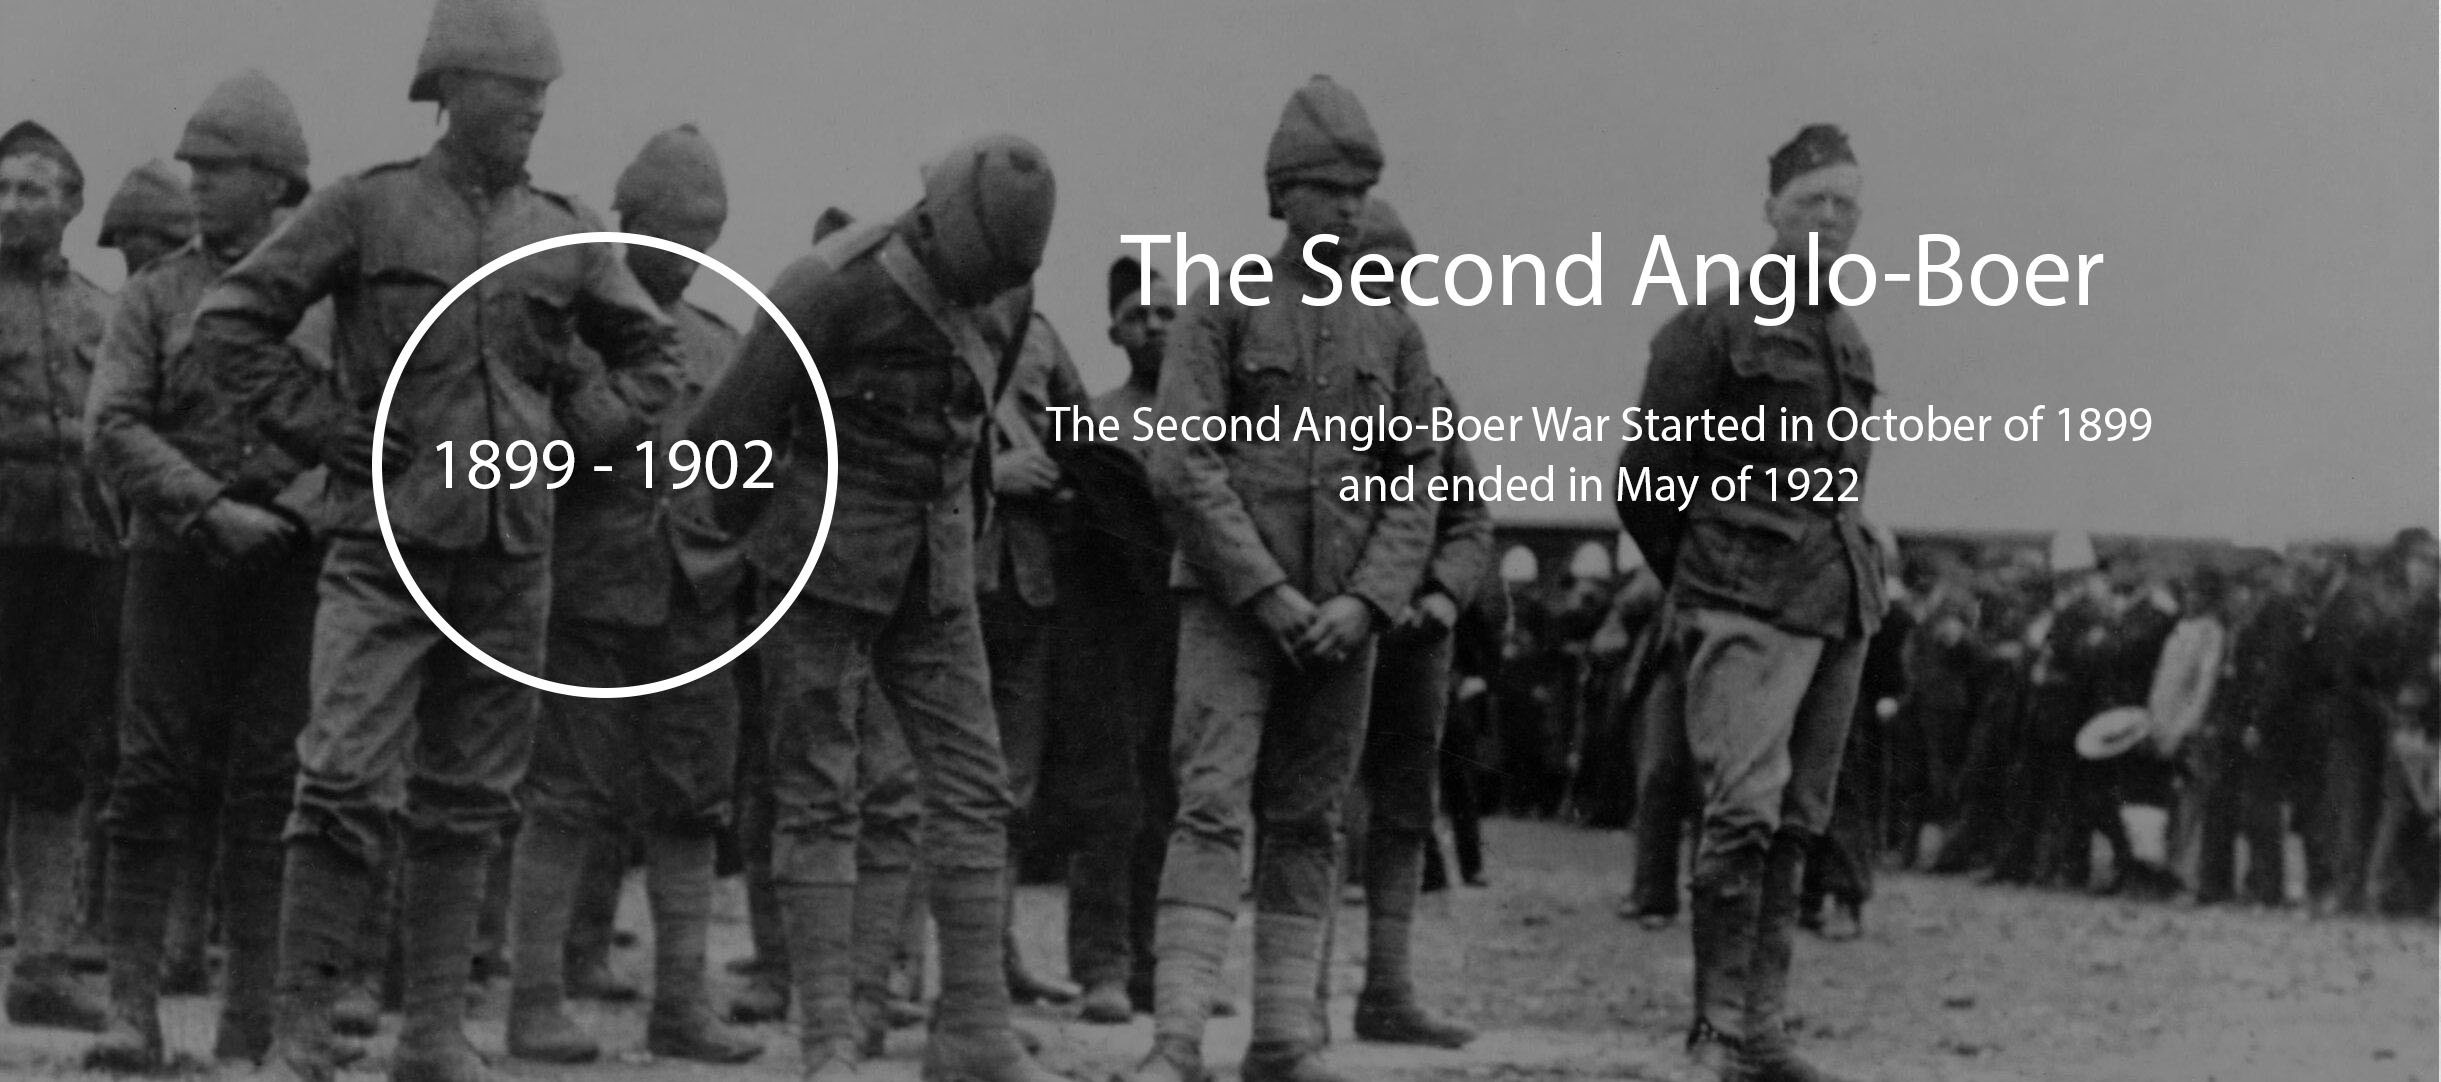 1899 - 1902
The Second Anglo-Boer
The Second Anglo-Boer War Started in October of 1899
and ended in May of 1922